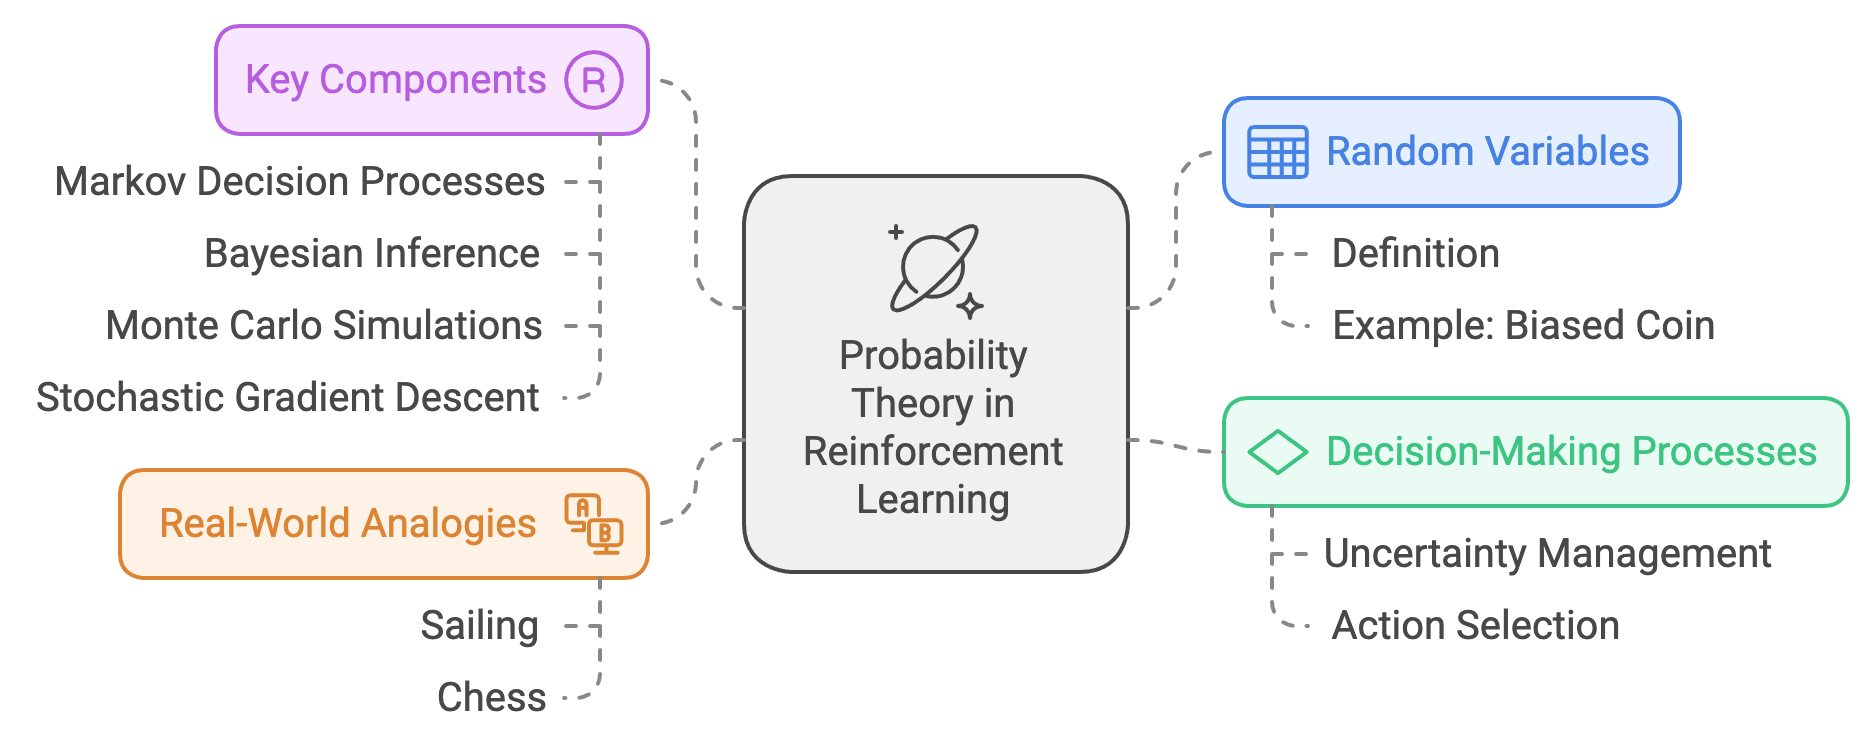 Key Components
R
Markov Decision Processes
Bayesian Inference
Monte Carlo Simulations
Stochastic Gradient Descent
Real-World Analogies
A
B
Sailing
Chess
Probability
Theory in
Reinforcement
Learning
Random Variables
Definition
Example: Biased Coin
Decision-Making Processes
Uncertainty Management
Action Selection